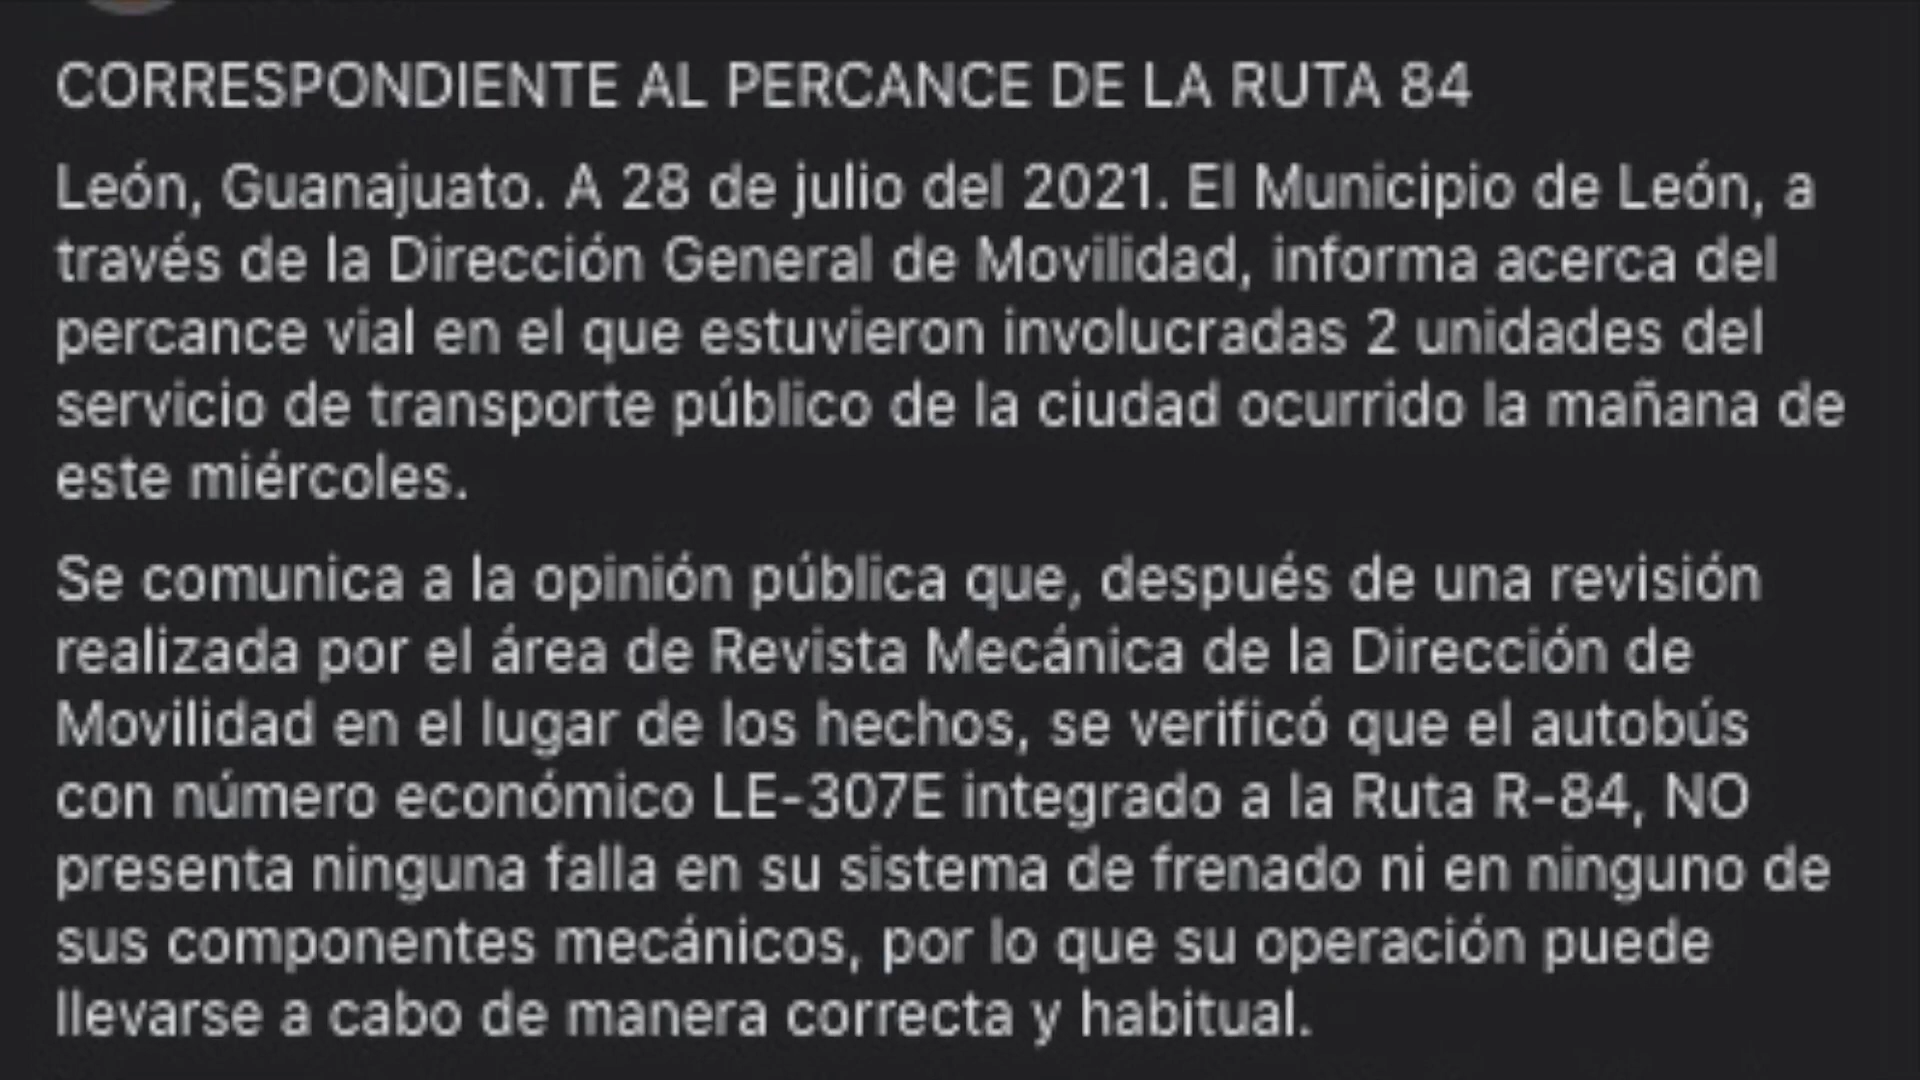 CORRESPONDIENTE AL PERCANCE DE LA RUTA 84
León, Guanajuato. A 28 de julio del 2021. El Municipio de León, a
través de la Dirección General de Movilidad, informa acerca del
percance vial en el que estuvieron involucradas 2 unidades del
servicio de transporte público de la ciudad ocurrido la mañana de
este miércoles.
Se comunica a la opinión pública que, después de una revisión
realizada por el área de Revista Mecánica de la Dirección de
Movilidad en el lugar de los hechos, se verificó que el autobús
con número económico LE-307E integrado a la Ruta R-84, NO
presenta ninguna falla en su sistema de frenado ni en ninguno de
sus componentes mecánicos, por lo que su operación puede
llevarse a cabo de manera correcta y habitual.